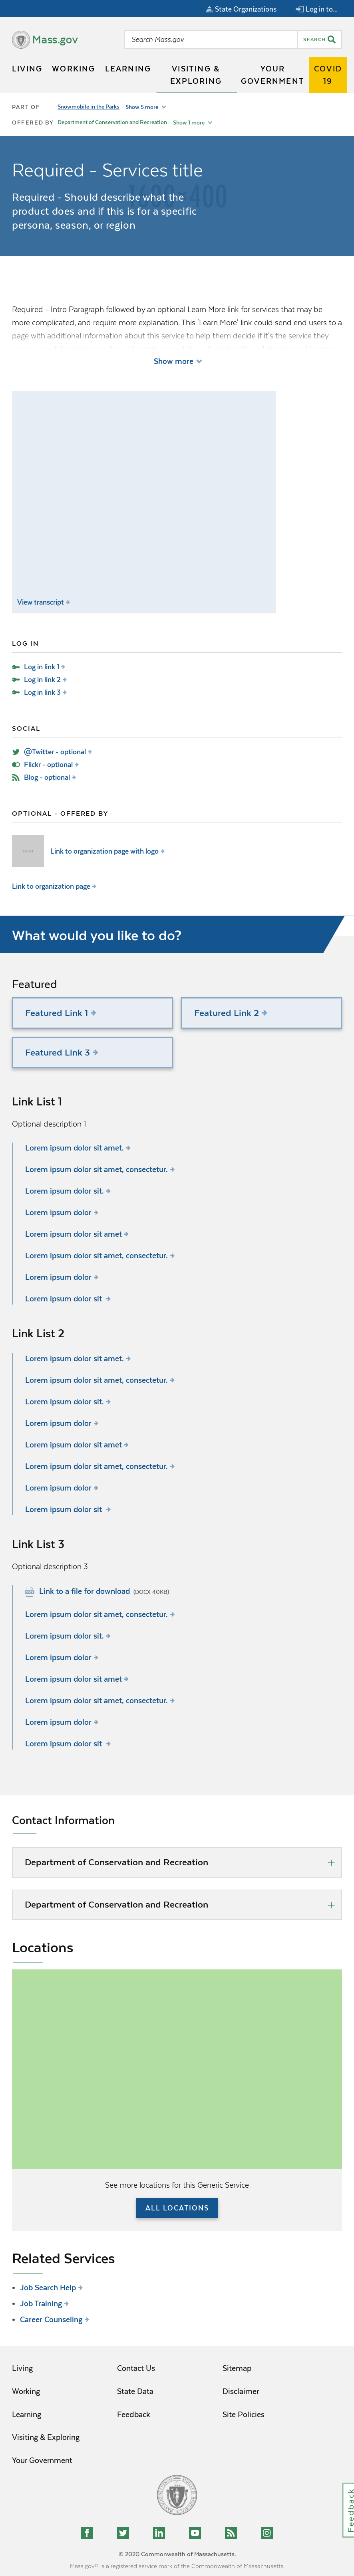 State Organizations Log in to...
Mass.gov
Search Mass.gov
SEARCH
LIVING WORKING LEARNING VISITING & EXPLORING YOUR GOVERNMENT COVID 19
PART OF Snowmobile in the Parks Show 5 more
OFFERED BY Department of Conservation and Recreation Show 1 more
Required - Services title
Required - Should describe what the
product does and if this is for a specific
persona, season, or region
Required - Intro Paragraph followed by an optional Learn More link for services that may be
more complicated, and require more explanation. This 'Learn More' link could send end users to a
page with additional information about this service to help them decide if it's the service they
Show more
View transcript
LOG IN
Log in link 1
Log in link 2
Log in link 3
SOCIAL
@Twitter - optional
Flickr - optional
Blog - optional
OPTIONAL - OFFERED BY
Link to organization page with logo
Link to organization page
What would you like to do?
Featured
Featured Link 1
Featured Link 2
Featured Link 3
Link List 1
Optional description 1
Lorem ipsum dolor sit amet.
Lorem ipsum dolor sit amet, consectetur.
Lorem ipsum dolor sit.
Lorem ipsum dolor
Lorem ipsum dolor sit amet
Lorem ipsum dolor sit amet, consectetur.
Lorem ipsum dolor
Lorem ipsum dolor sit
Link List 2
Lorem ipsum dolor sit amet.
Lorem ipsum dolor sit amet, consectetur.
Lorem ipsum dolor sit.
Lorem ipsum dolor
Lorem ipsum dolor sit amet
Lorem ipsum dolor sit amet, consectetur.
Lorem ipsum dolor
Lorem ipsum dolor sit
Link List 3
Optional description 3
Link to a file for download (DOCX 40KB)
Lorem ipsum dolor sit amet, consectetur.
Lorem ipsum dolor sit.
Lorem ipsum dolor
Lorem ipsum dolor sit amet
Lorem ipsum dolor sit amet, consectetur.
Lorem ipsum dolor
Lorem ipsum dolor sit
Contact Information
Department of Conservation and Recreation
Department of Conservation and Recreation
Locations
See more locations for this Generic Service
ALL LOCATIONS
Related Services
Job Search Help
Job Training
Career Counseling
Living Contact Us Sitemap
Working State Data Disclaimer
Learning Feedback Site Policies
Visiting & Exploring
Your Government
Feedback
© 2020 Commonwealth of Massachusetts.
Mass.gov® is a registered service mark of the Commonwealth of Massachusetts.